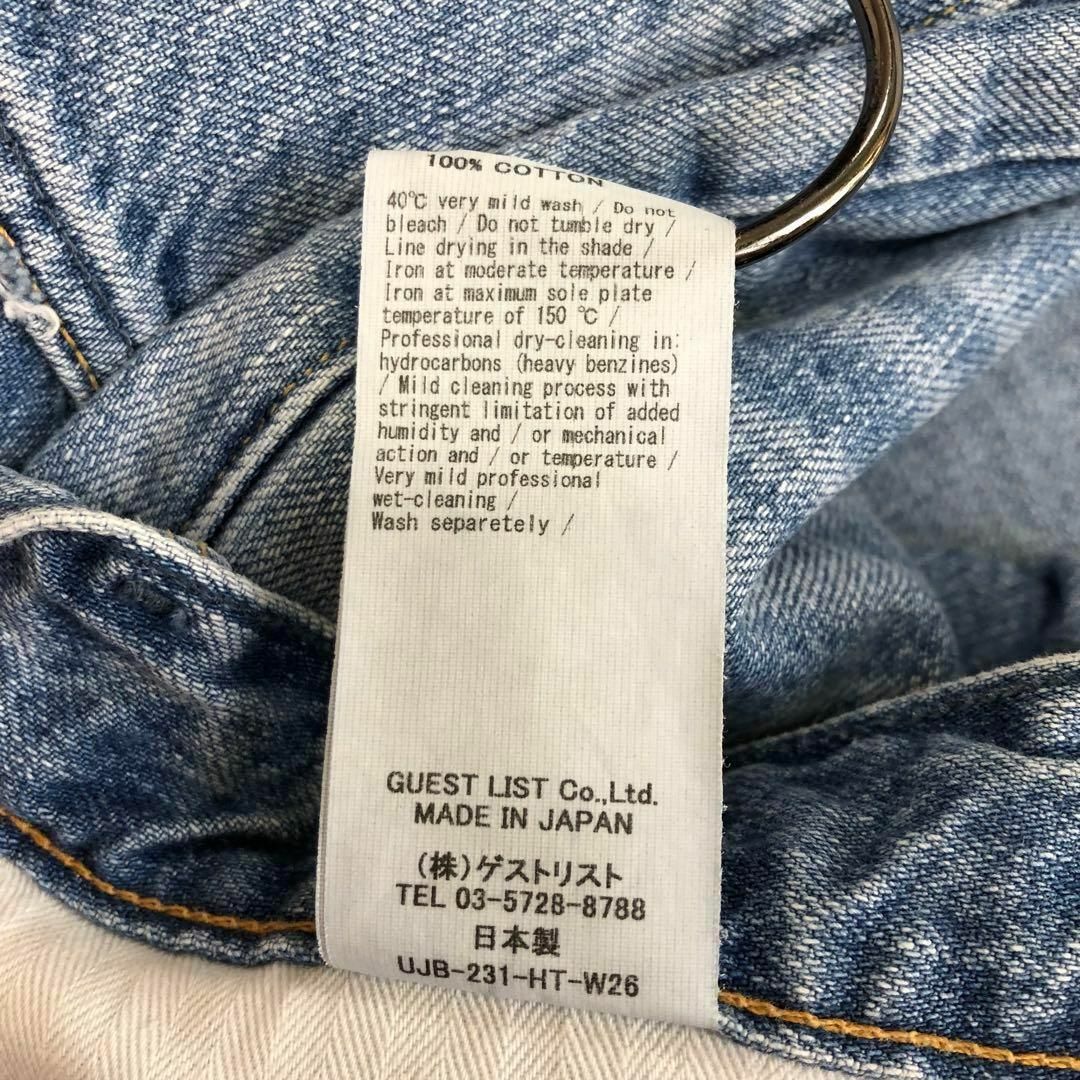 100% COTTON
40℃ very mild wash / Do not
bleach / Do not tumble dry /
Line drying in the shade /
Iron at moderate temperature /
Iron at maximum sole plate
temperature of 150 ℃ /
Professional dry-cleaning in:
hydrocarbons (heavy benzines)
/ Mild cleaning process with
stringent limitation of added
humidity and / or mechanical
action and / or temperature /
Very mild professional
wet-cleaning /
Wash separetely /
GUEST LIST Co.,Ltd.
MADE IN JAPAN
(株)ゲストリスト
TEL 03-5728-8788
日本製
UJB-231-HT-W26